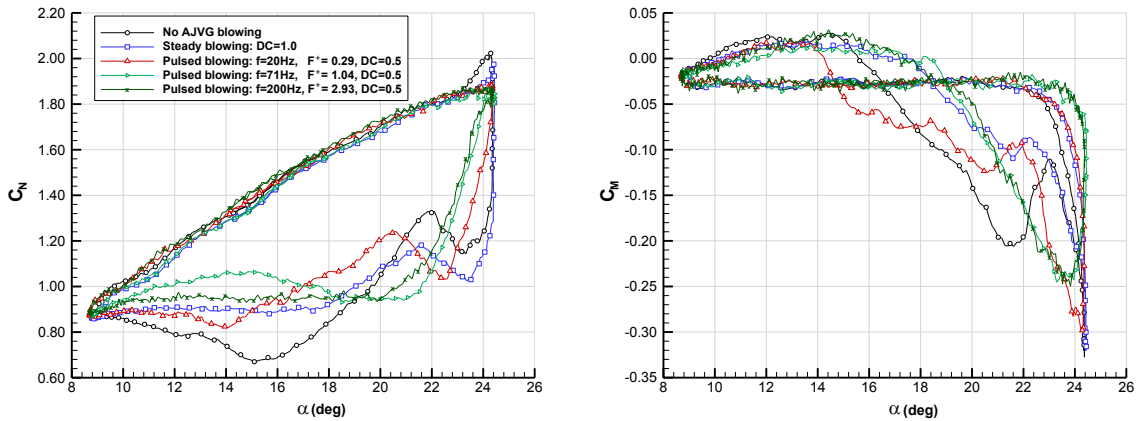 No AJVG blowing
Steady blowing: DC=1.0
Pulsed blowing: f=20Hz, F+= 0.29, DC=0.5
Pulsed blowing: f=71Hz, F+= 1.04, DC=0.5
Pulsed blowing: f=200Hz, F+= 2.93, DC=0.5
2.00
1.80
1.60
1.40
1.20
1.00
0.80
0.60
CN
8 10 12 14 16 18 20 22 24 26
α (deg)
0.05
0.00
-0.05
-0.10
-0.15
-0.20
-0.25
-0.30
-0.35
CM
8 10 12 14 16 18 20 22 24 26
α (deg)